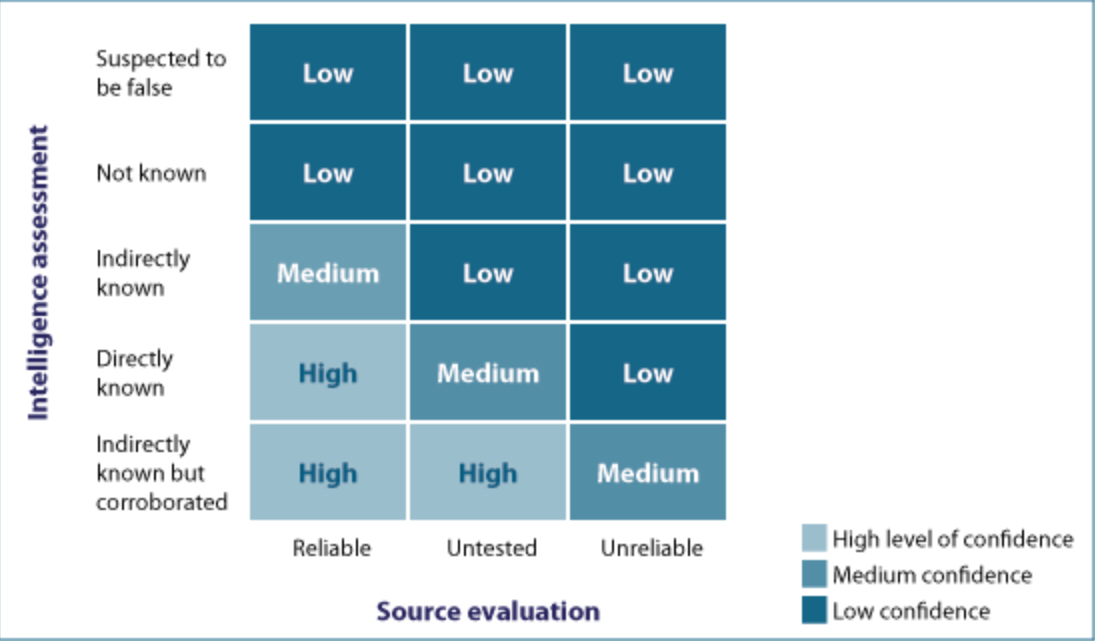 Intelligence assessment
Suspected to
be false
Low Low Low
Not known
Low Low Low
Indirectly
known
Medium Low Low
Directly
known
High Medium Low
Indirectly
known but
corroborated
High High Medium
Reliable Untested Unreliable
Source evaluation
High level of confidence
Medium confidence
Low confidence